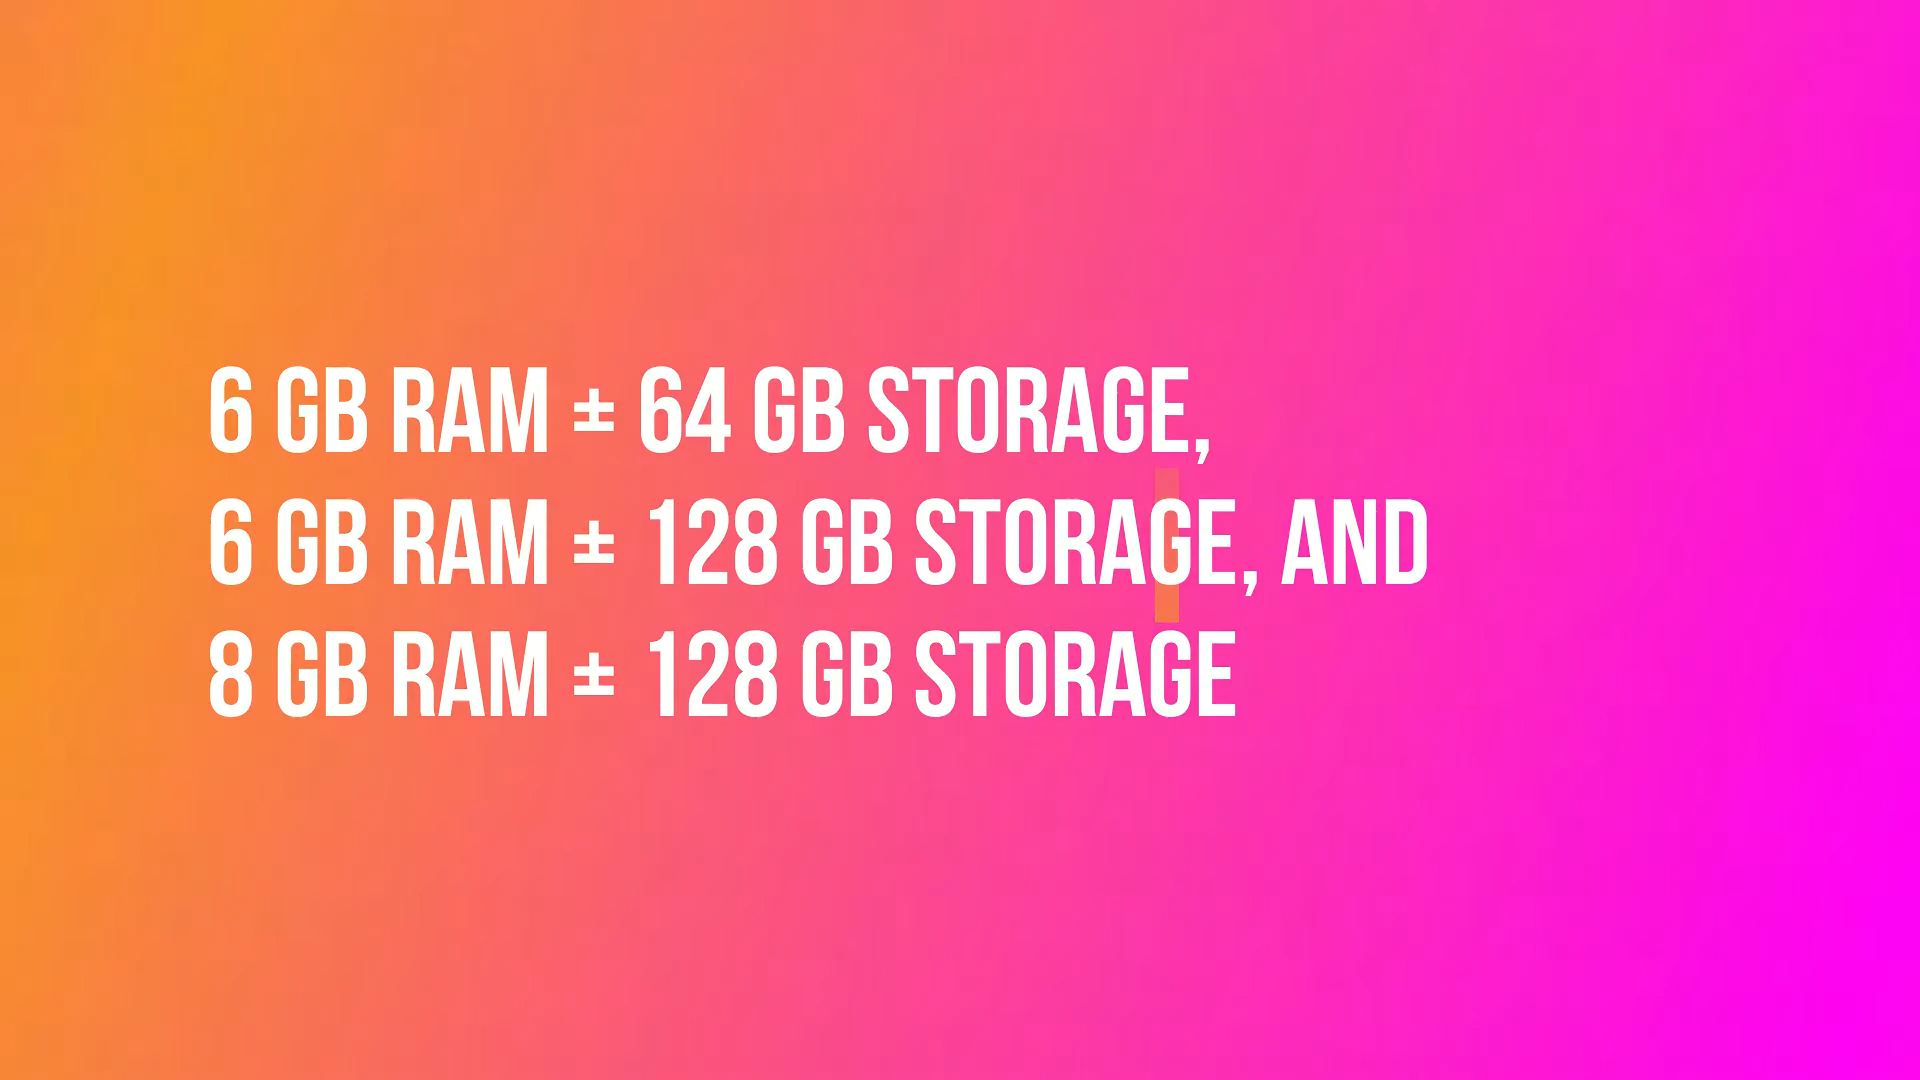 6 GB RAM ± 64 GB STORAGE,
6 GB RAM ± 128 GB STORAGE, AND
8 GB RAM ± 128 GB STORAGE